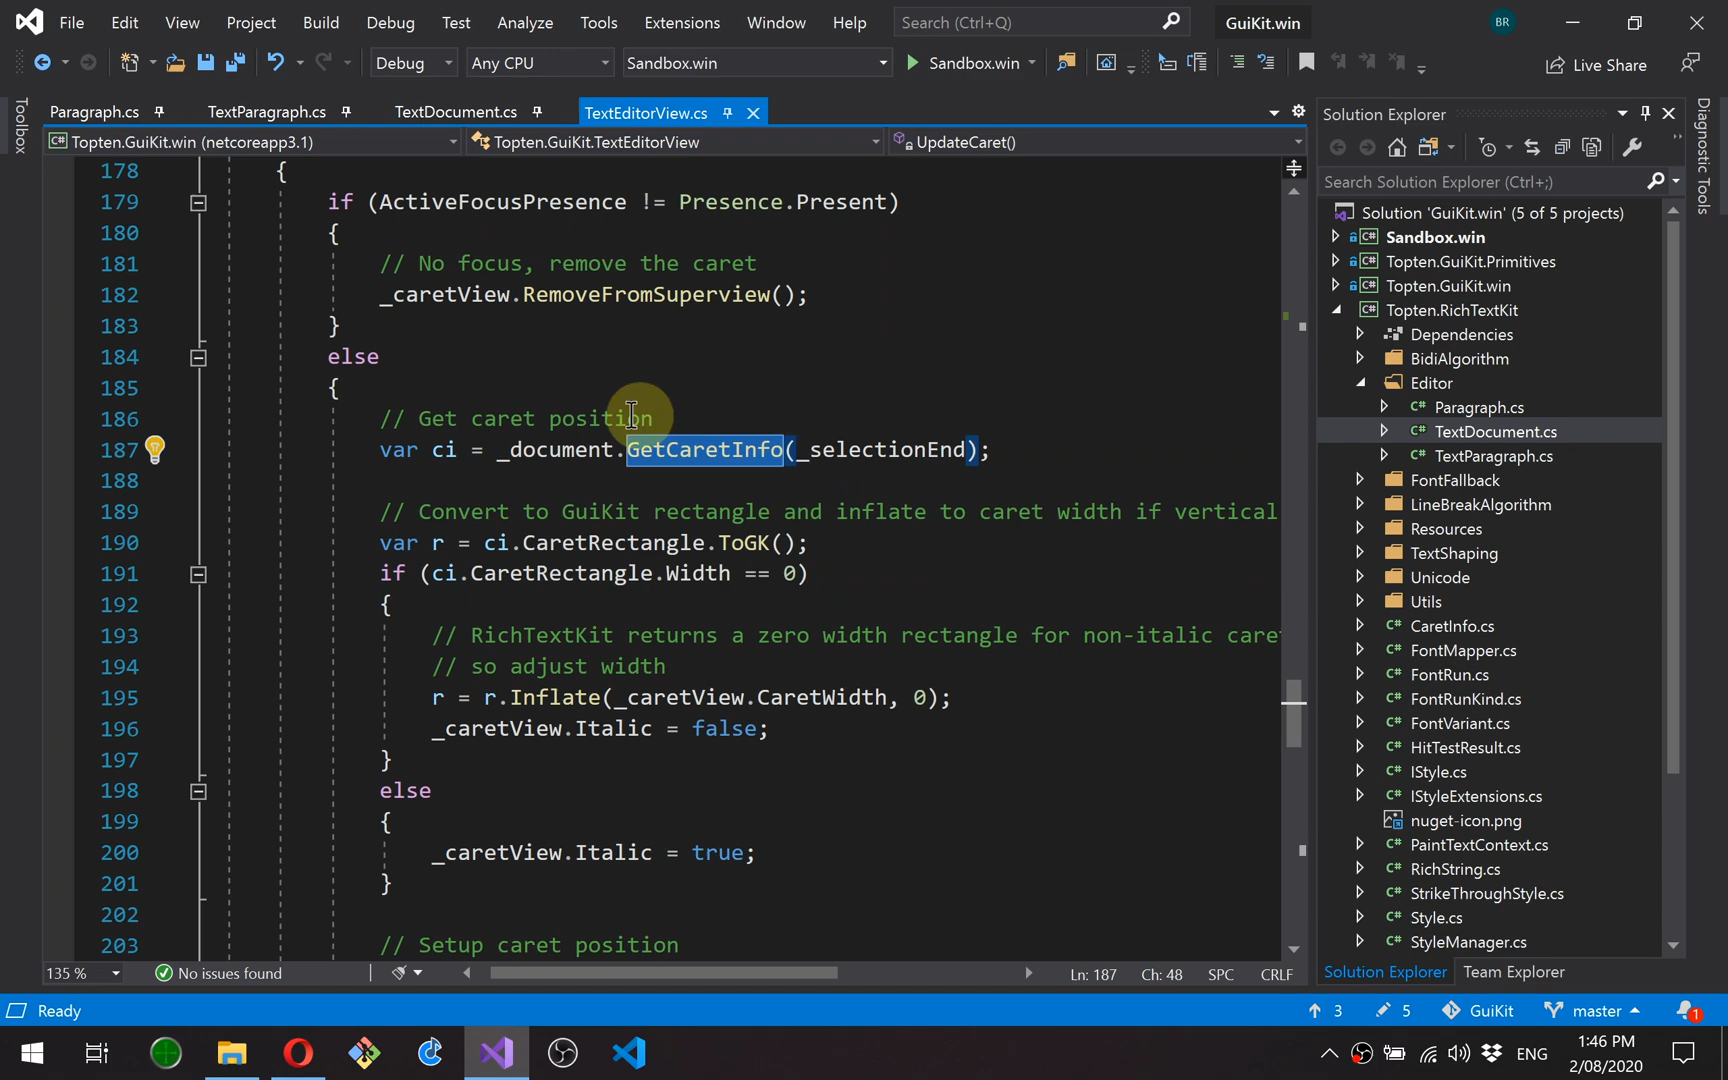 File Edit View Project Build Debug Test Analyze Tools Extensions Window Help Search (Ctrl+Q) GuiKit.win BR
Debug Any CPU Sandbox.win Sandbox.win Live Share
Toolbox
Paragraph.cs TextParagraph.cs TextDocument.cs TextEditorView.cs
Topten.GuiKit.win (netcoreapp3.1) Topten.GuiKit.TextEditorView UpdateCaret()
178 {
179 if (ActiveFocusPresence != Presence.Present)
180 {
181 // No focus, remove the caret
182 _caretView.RemoveFromSuperview();
183 }
184 else
185 {
186 // Get caret position
187 var ci = _document.GetCaretInfo(_selectionEnd);
188
189 // Convert to GuiKit rectangle and inflate to caret width if vertical
190 var r = ci.CaretRectangle.ToGK();
191 if (ci.CaretRectangle.Width == 0)
192 {
193 // RichTextKit returns a zero width rectangle for non-italic care
194 // so adjust width
195 r = r.Inflate(_caretView.CaretWidth, 0);
196 _caretView.Italic = false;
197 }
198 else
199 {
200 _caretView.Italic = true;
201 }
202
203 // Setup caret position
135 % No issues found Ln: 187 Ch: 48 SPC CRLF
Solution Explorer
Search Solution Explorer (Ctrl+;)
Solution 'GuiKit.win' (5 of 5 projects)
C# Sandbox.win
C# Topten.GuiKit.Primitives
C# Topten.GuiKit.win
C# Topten.RichTextKit
Dependencies
BidiAlgorithm
Editor
C# Paragraph.cs
C# TextDocument.cs
C# TextParagraph.cs
FontFallback
LineBreakAlgorithm
Resources
TextShaping
Unicode
Utils
C# CaretInfo.cs
C# FontMapper.cs
C# FontRun.cs
C# FontRunKind.cs
C# FontVariant.cs
C# HitTestResult.cs
C# IStyle.cs
C# IStyleExtensions.cs
nuget-icon.png
C# PaintTextContext.cs
C# RichString.cs
C# StrikeThroughStyle.cs
C# Style.cs
C# StyleManager.cs
Solution Explorer Team Explorer
Diagnostic Tools
Ready 3 5 GuiKit master 1
ENG 1:46 PM
2/08/2020